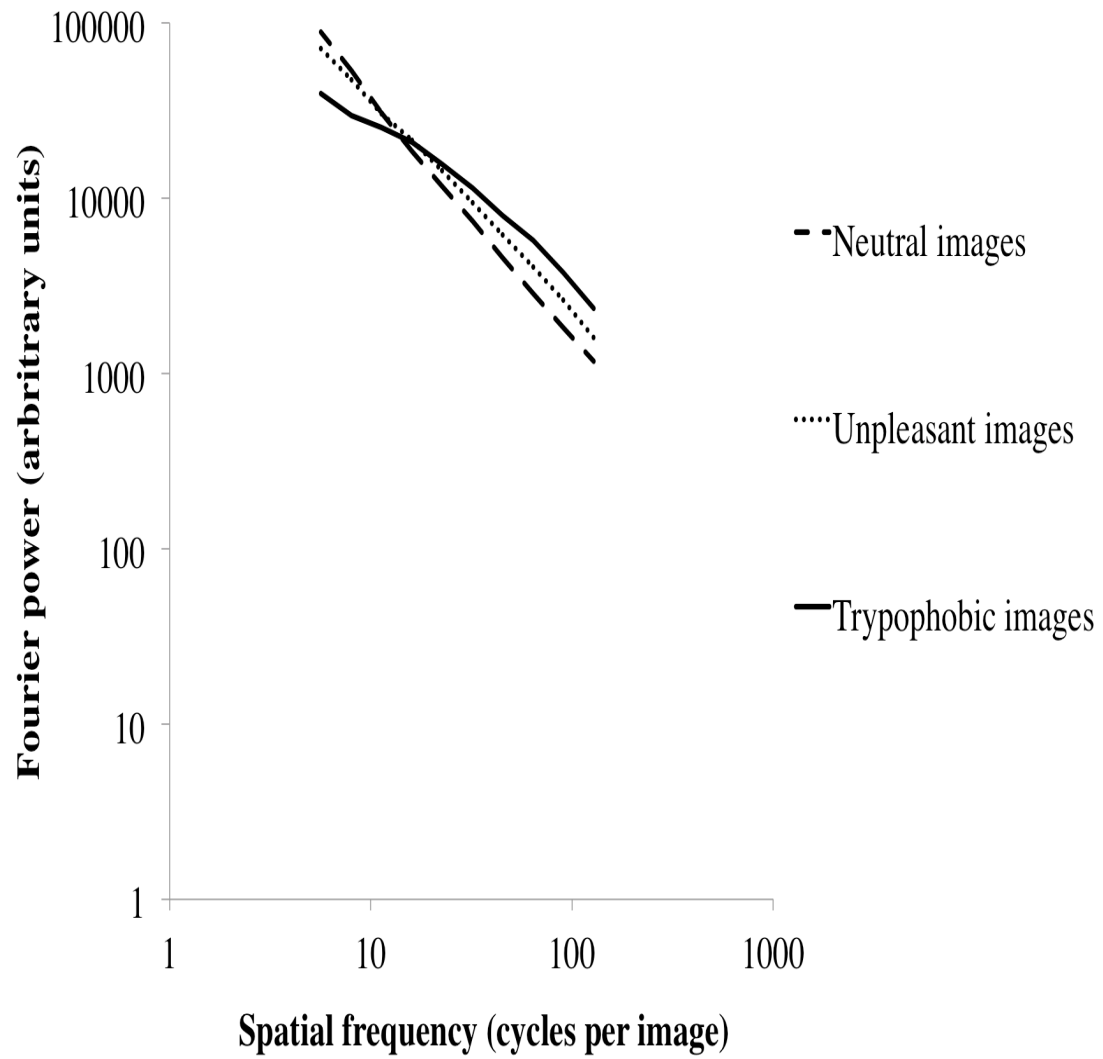 Fourier power (arbritrary units)
100000
10000
1000
100
10
1
1 10 100 1000
Spatial frequency (cycles per image)
Neutral images
Unpleasant images
Trypophobic images